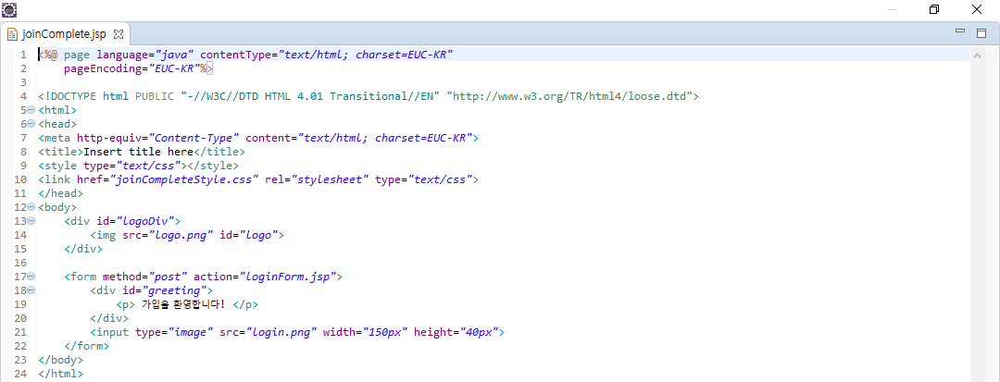 joinComplete.jsp
1 <%@ page language="java" contentType="text/html; charset=EUC-KR"
2     pageEncoding="EUC-KR"%>
3
4 <!DOCTYPE html PUBLIC "-//W3C//DTD HTML 4.01 Transitional//EN" "http://www.w3.org/TR/html4/loose.dtd">
5 <html>
6 <head>
7 <meta http-equiv="Content-Type" content="text/html; charset=EUC-KR">
8 <title>Insert title here</title>
9 <style type="text/css"></style>
10 <link href="joinCompleteStyle.css" rel="stylesheet" type="text/css">
11 </head>
12 <body>
13     <div id="logoDiv">
14         <img src="logo.png" id="logo">
15     </div>
16
17     <form method="post" action="loginForm.jsp">
18         <div id="greeting">
19             <p> 가입을 환영합니다! </p>
20         </div>
21         <input type="image" src="login.png" width="150px" height="40px">
22     </form>
23 </body>
24 </html>